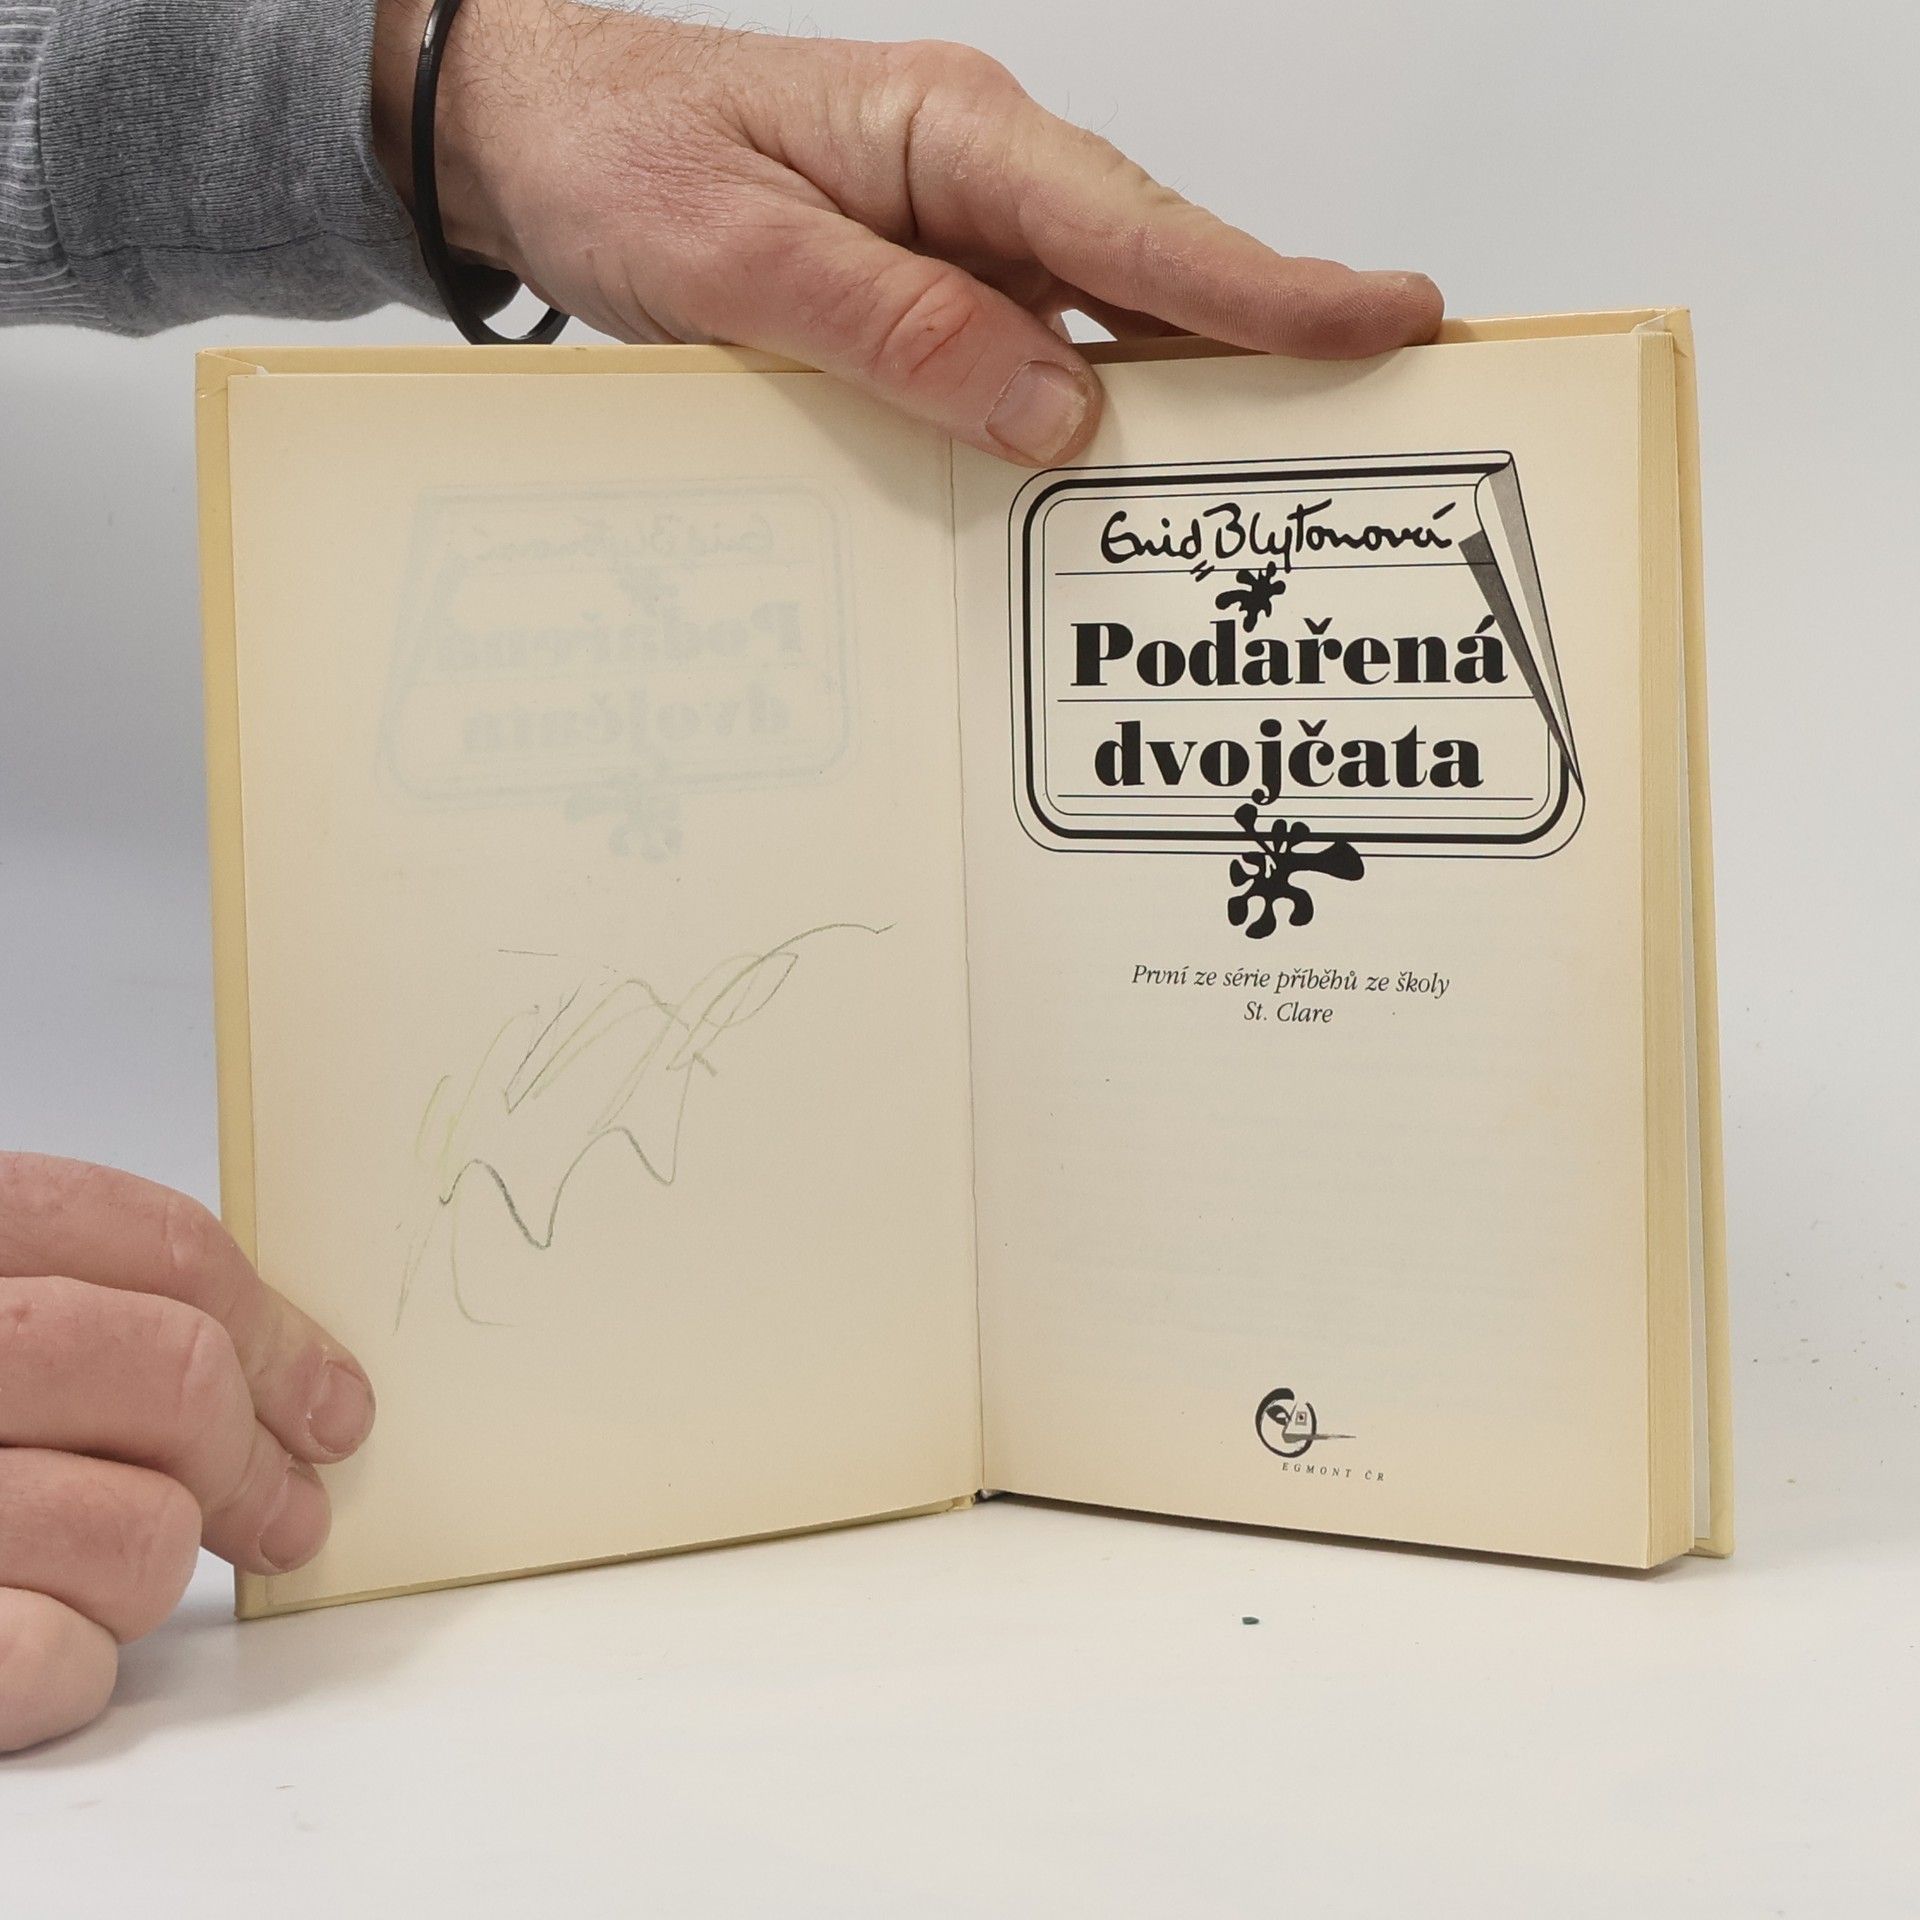 Enid Blytonová
Podařená
dvojčata
První ze série příběhů ze školy
St. Clare
EGMONT ČR